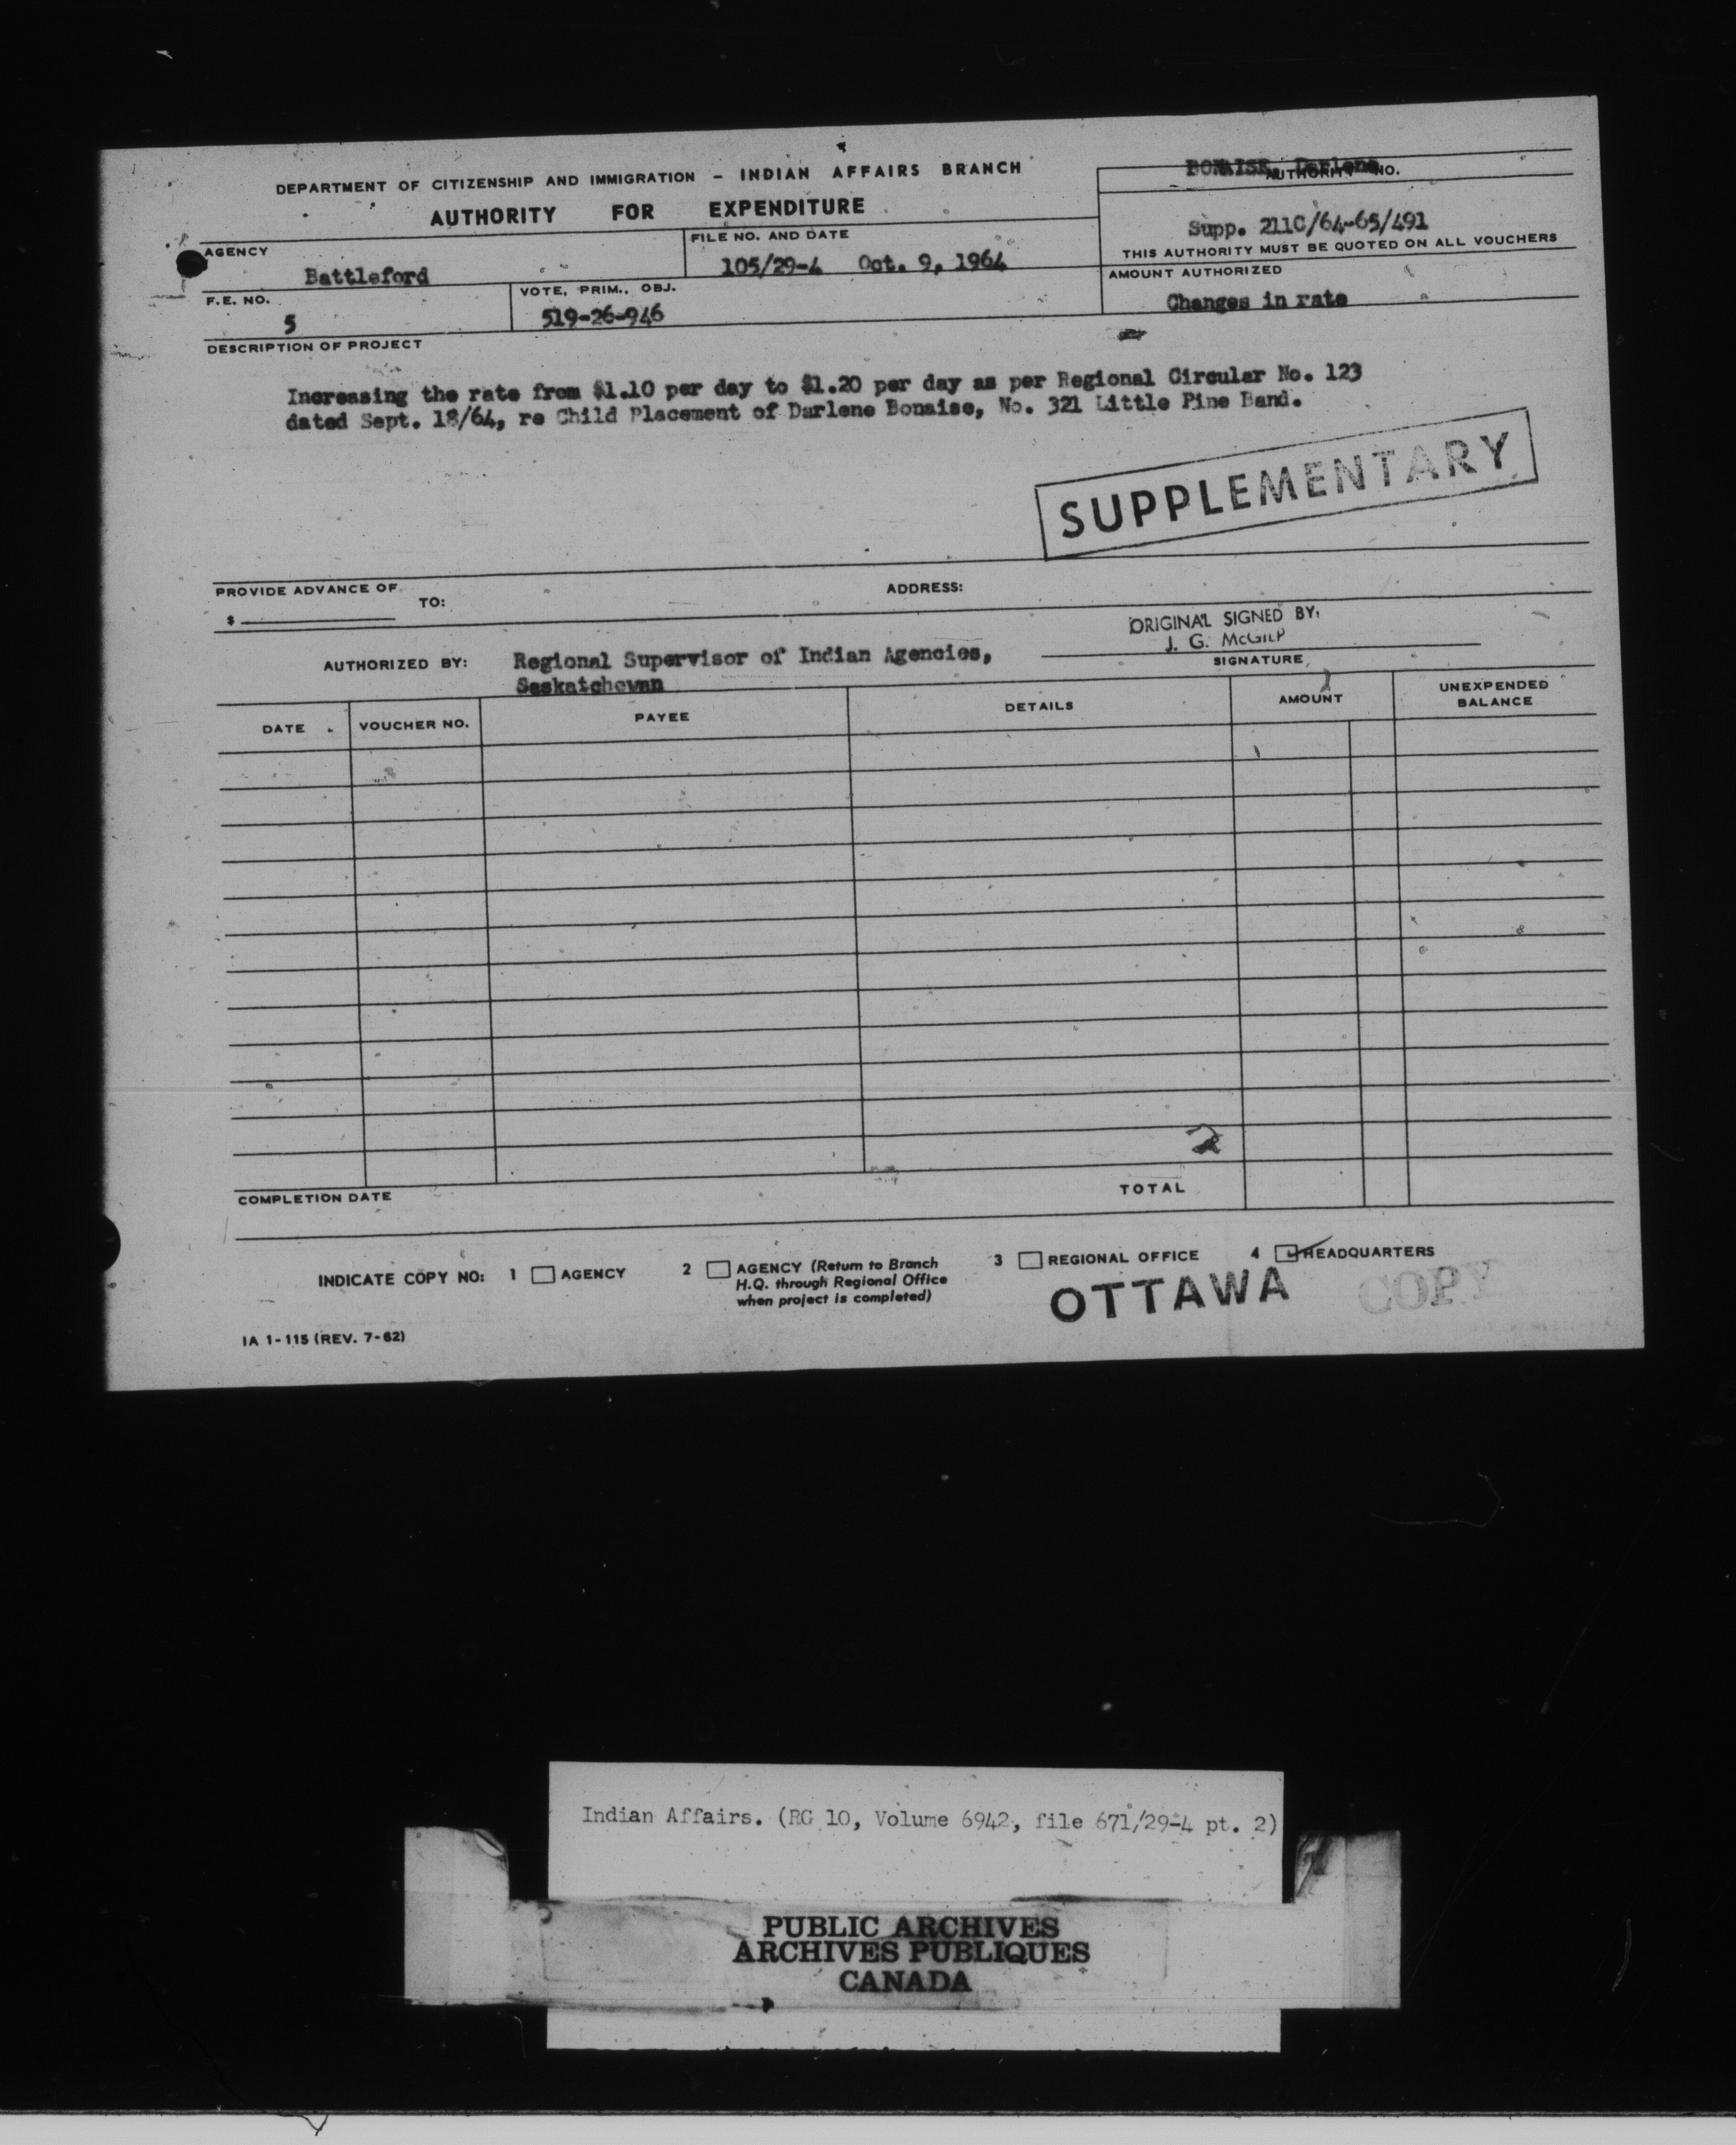 DEPARTMENT OF CITIZENSHIP AND IMMIGRATION – INDIAN AFFAIRS BRANCH
AUTHORITY FOR EXPENDITURE
BONAISE, Darlene
AUTHORITY NO.
Supp. 211C/64-65/491
THIS AUTHORITY MUST BE QUOTED ON ALL VOUCHERS
AGENCY
Battleford
FILE NO. AND DATE
105/29-4 Oct. 9, 1964
AMOUNT AUTHORIZED
Changes in rate
F.E. NO.
5
VOTE, PRIM., OBJ.
519-26-946
DESCRIPTION OF PROJECT
Increasing the rate from $1.10 per day to $1.20 per day as per Regional Circular No. 123
dated Sept. 18/64, re Child Placement of Darlene Bonaise, No. 321 Little Pine Band.
SUPPLEMENTARY
PROVIDE ADVANCE OF
$ TO:
ADDRESS:
ORIGINAL SIGNED BY:
J. G. McGILP
AUTHORIZED BY: Regional Supervisor of Indian Agencies,
Saskatchewan
SIGNATURE
DATE VOUCHER NO. PAYEE DETAILS AMOUNT UNEXPENDED
BALANCE
COMPLETION DATE
TOTAL
INDICATE COPY NO: 1 AGENCY 2 AGENCY (Return to Branch
H.Q. through Regional Office
when project is completed)
3 REGIONAL OFFICE 4 HEADQUARTERS
OTTAWA COPY
IA 1-115 (REV. 7-62)
Indian Affairs. (RG 10, Volume 6942, file 671/29-4 pt. 2)
PUBLIC ARCHIVES
ARCHIVES PUBLIQUES
CANADA